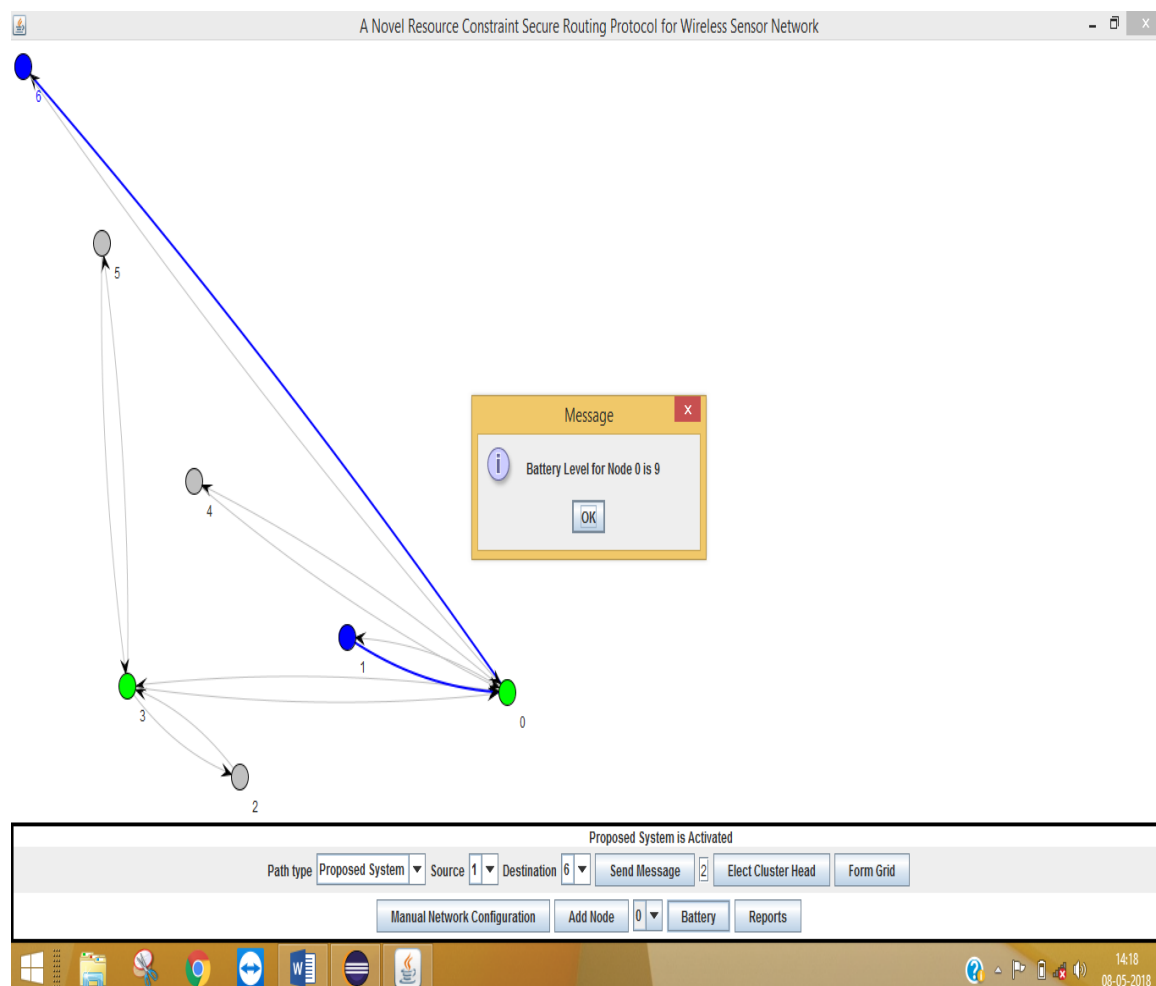 A Novel Resource Constraint Secure Routing Protocol for Wireless Sensor Network
6
5
Message
Battery Level for Node 0 is 9
OK
4
1
3
0
2
Proposed System is Activated
Path type Proposed System Source 1 Destination 6 Send Message 2 Elect Cluster Head Form Grid
Manual Network Configuration Add Node 0 Battery Reports
14:18
08-05-2018